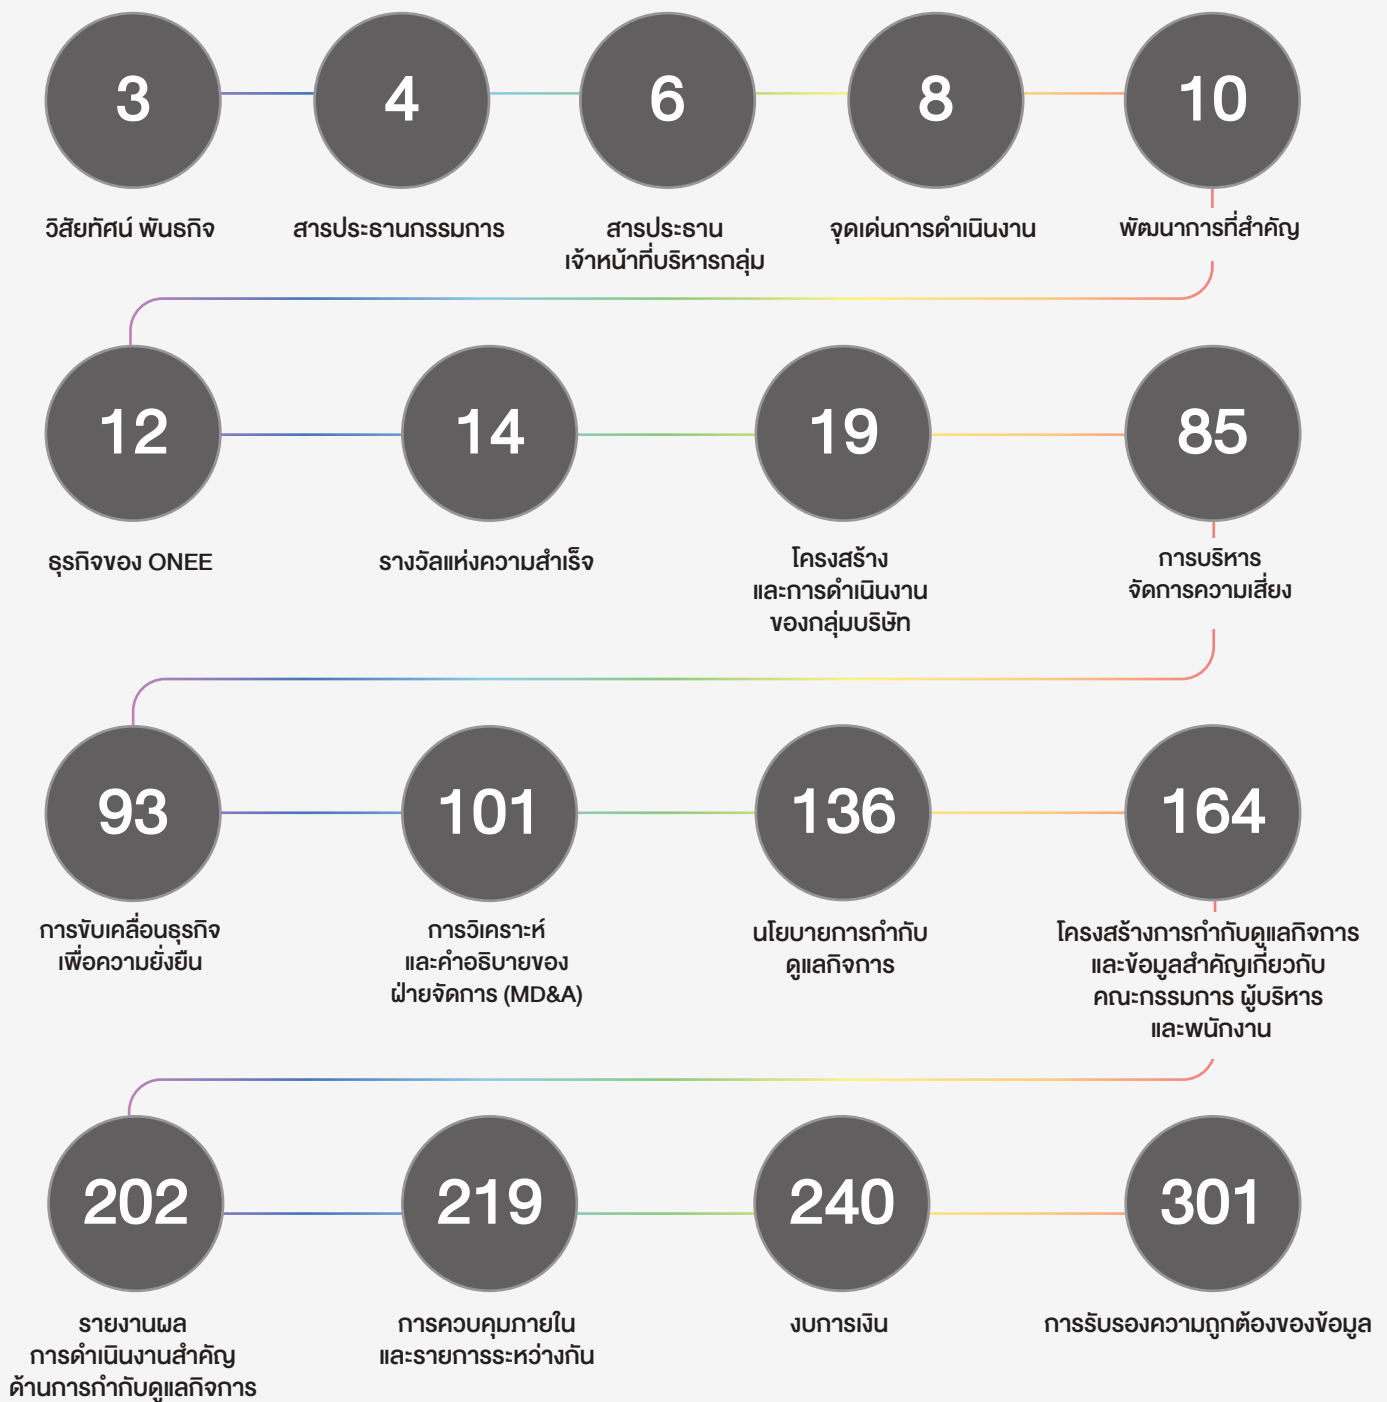 3
วิสัยทัศน์ พันธกิจ
4
สารประธานกรรมการ
6
สารประธาน
เจ้าหน้าที่บริหารกลุ่ม
8
จุดเด่นการดำเนินงาน
10
พัฒนาการที่สำคัญ
12
ธุรกิจของ ONEE
14
รางวัลแห่งความสำเร็จ
19
โครงสร้าง
และการดำเนินงาน
ของกลุ่มบริษัท
85
การบริหาร
จัดการความเสี่ยง
93
การขับเคลื่อนธุรกิจ
เพื่อความยั่งยืน
101
การวิเคราะห์
และคำอธิบายของ
ฝ่ายจัดการ (MD&A)
136
นโยบายการกำกับ
ดูแลกิจการ
164
โครงสร้างการกำกับดูแลกิจการ
และข้อมูลสำคัญเกี่ยวกับ
คณะกรรมการ ผู้บริหาร
และพนักงาน
202
รายงานผล
การดำเนินงานสำคัญ
ด้านการกำกับดูแลกิจการ
219
การควบคุมภายใน
และรายการระหว่างกัน
240
งบการเงิน
301
การรับรองความถูกต้องของข้อมูล